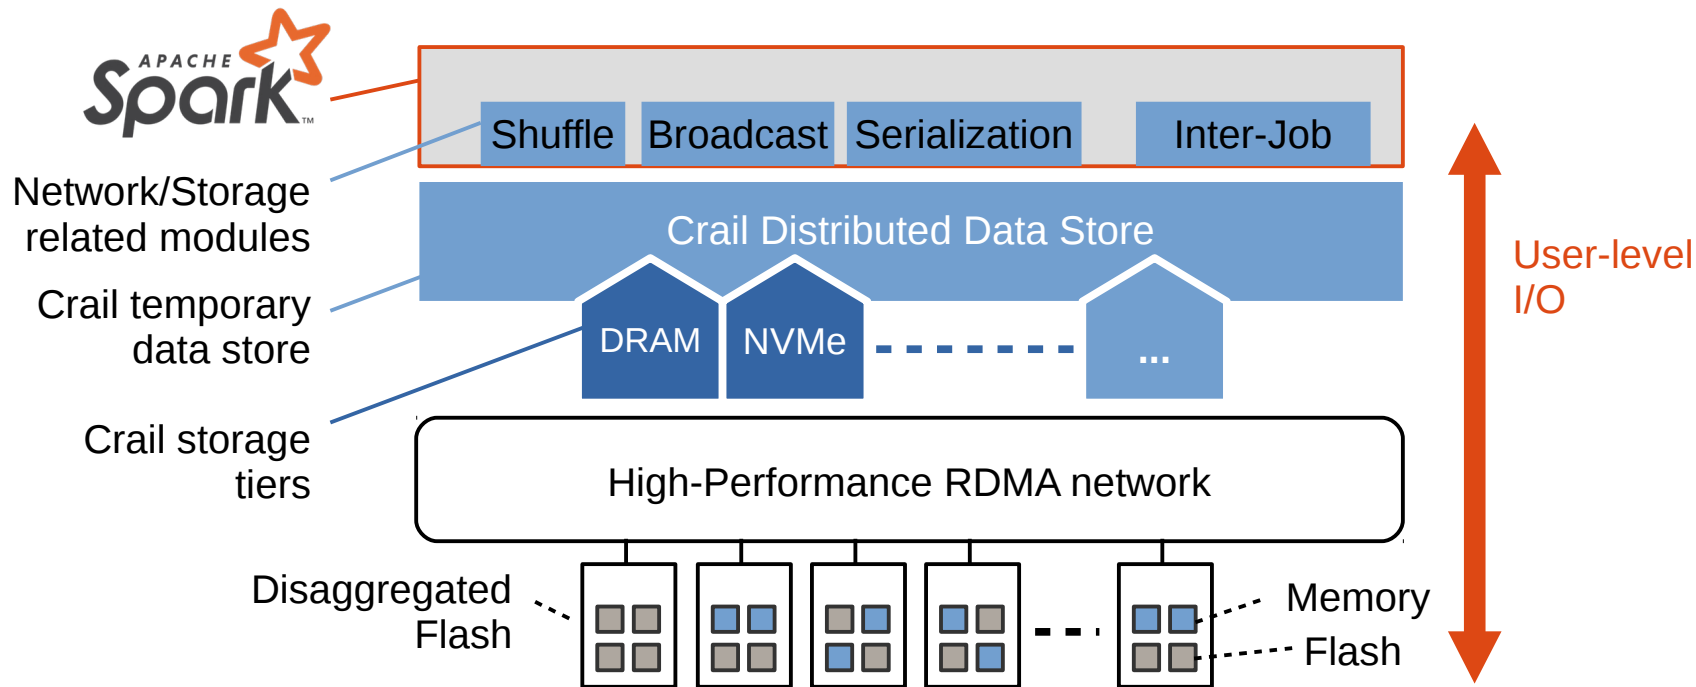 APACHE
Spark™
Shuffle
Broadcast
Serialization
Inter-Job
Network/Storage
related modules
Crail Distributed Data Store
User-level
I/O
Crail temporary
data store
DRAM
NVMe
...
Crail storage
tiers
High-Performance RDMA network
Disaggregated
Flash
Memory
Flash